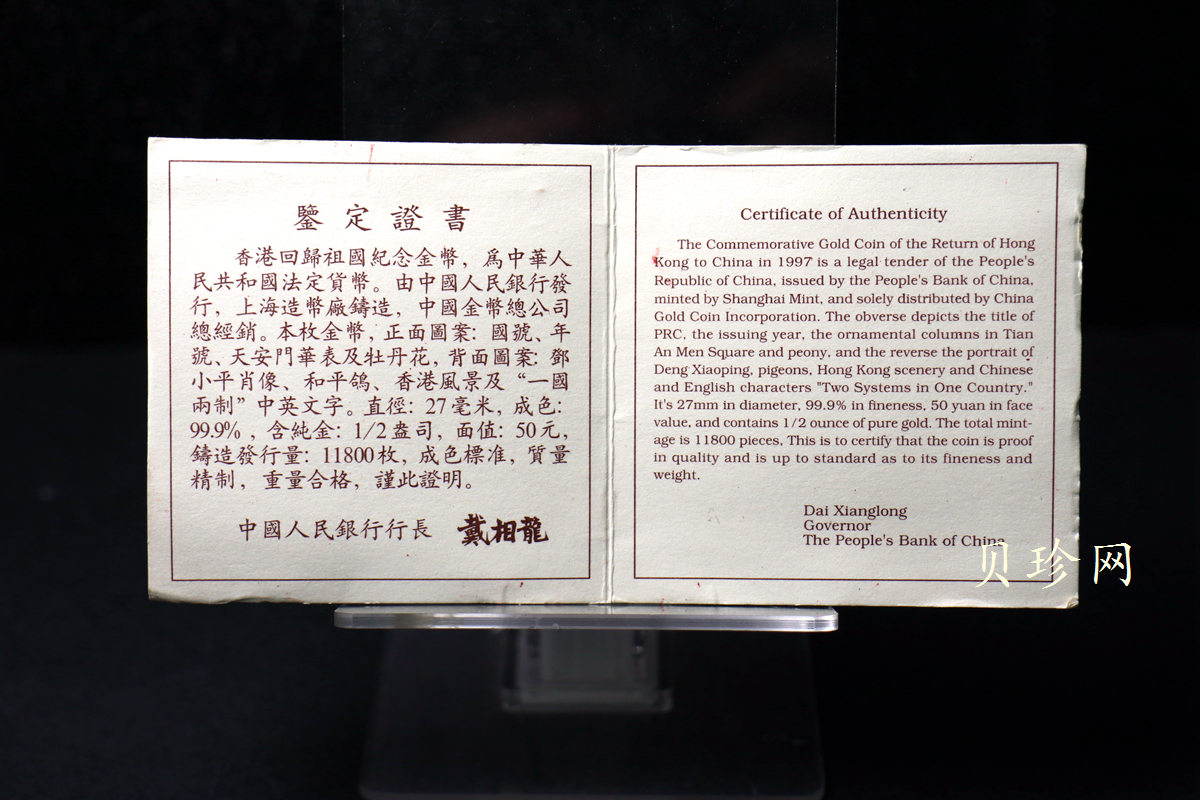 鑒定證書
香港回歸祖國紀念金幣，爲中華人
民共和國法定貨幣。由中國人民銀行發
行，上海造幣廠鑄造，中國金幣總公司
總經銷。本枚金幣，正面圖案：國號、年
號、天安門華表及牡丹花，背面圖案：鄧
小平肖像、和平鴿、香港風景及“一國
兩制”中英文字。直徑：27毫米，成色：
99.9%，含純金：1/2盎司，面值：50元，
鑄造發行量：11800枚，成色標准，質量
精制，重量合格，謹此證明。
中國人民銀行行長 戴相龍
Certificate of Authenticity
The Commemorative Gold Coin of the Return of Hong
Kong to China in 1997 is a legal tender of the People's
Republic of China, issued by the People's Bank of China,
minted by Shanghai Mint, and solely distributed by China
Gold Coin Incorporation. The obverse depicts the title of
PRC, the issuing year, the ornamental columns in Tian
An Men Square and peony, and the reverse the portrait of
Deng Xiaoping, pigeons, Hong Kong scenery and Chinese
and English characters "Two Systems in One Country."
It's 27mm in diameter, 99.9% in fineness, 50 yuan in face
value, and contains 1/2 ounce of pure gold. The total mint-
age is 11800 pieces, This is to certify that the coin is proof
in quality and is up to standard as to its fineness and
weight.
Dai Xianglong
Governor
The People's Bank of China
贝珍网